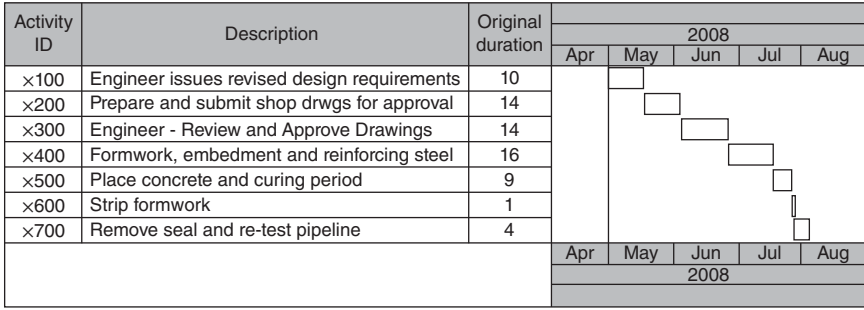 Activity ID Description Original duration 2008
Apr May Jun Jul Aug
×100 Engineer issues revised design requirements 10
×200 Prepare and submit shop drwgs for approval 14
×300 Engineer - Review and Approve Drawings 14
×400 Formwork, embedment and reinforcing steel 16
×500 Place concrete and curing period 9
×600 Strip formwork 1
×700 Remove seal and re-test pipeline 4
Apr May Jun Jul Aug
2008